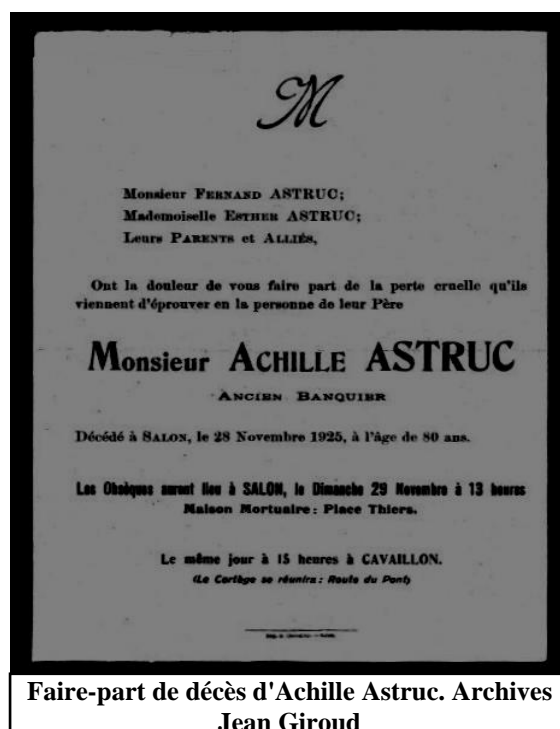 M
Monsieur FERNAND ASTRUC;
Mademoiselle ESTHER ASTRUC;
Leurs PARENTS et ALLIÉS,
Ont la douleur de vous faire part de la perte cruelle qu'ils
viennent d'éprouver en la personne de leur Père
Monsieur ACHILLE ASTRUC
ANCIEN BANQUIER
Décédé à SALON, le 28 Novembre 1925, à l'âge de 80 ans.
Les Obsèques auront lieu à SALON, le Dimanche 29 Novembre à 13 heures
Maison Mortuaire: Place Thiers.
Le même jour à 15 heures à CAVAILLON.
(Le Cortège se réunira: Route du Pont)
Faire-part de décès d'Achille Astruc. Archives
Jean Giroud